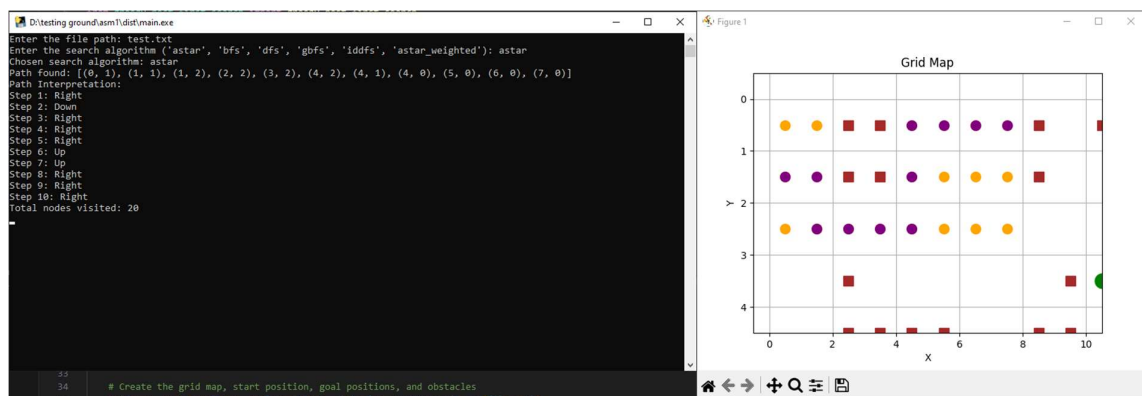 D:\testing ground\asm1\dist\main.exe
Enter the file path: test.txt
Enter the search algorithm ('astar', 'bfs', 'dfs', 'gbfs', 'iddfs', 'astar_weighted'): astar
Chosen search algorithm: astar
Path found: [(0, 1), (1, 1), (1, 2), (2, 2), (3, 2), (4, 2), (4, 1), (4, 0), (5, 0), (6, 0), (7, 0)]
Path Interpretation:
Step 1: Right
Step 2: Down
Step 3: Right
Step 4: Right
Step 5: Right
Step 6: Up
Step 7: Up
Step 8: Right
Step 9: Right
Step 10: Right
Total nodes visited: 20
33
34 # Create the grid map, start position, goal positions, and obstacles
Figure 1
Grid Map
0
1
2
3
4
Y
0 2 4 6 8 10
X